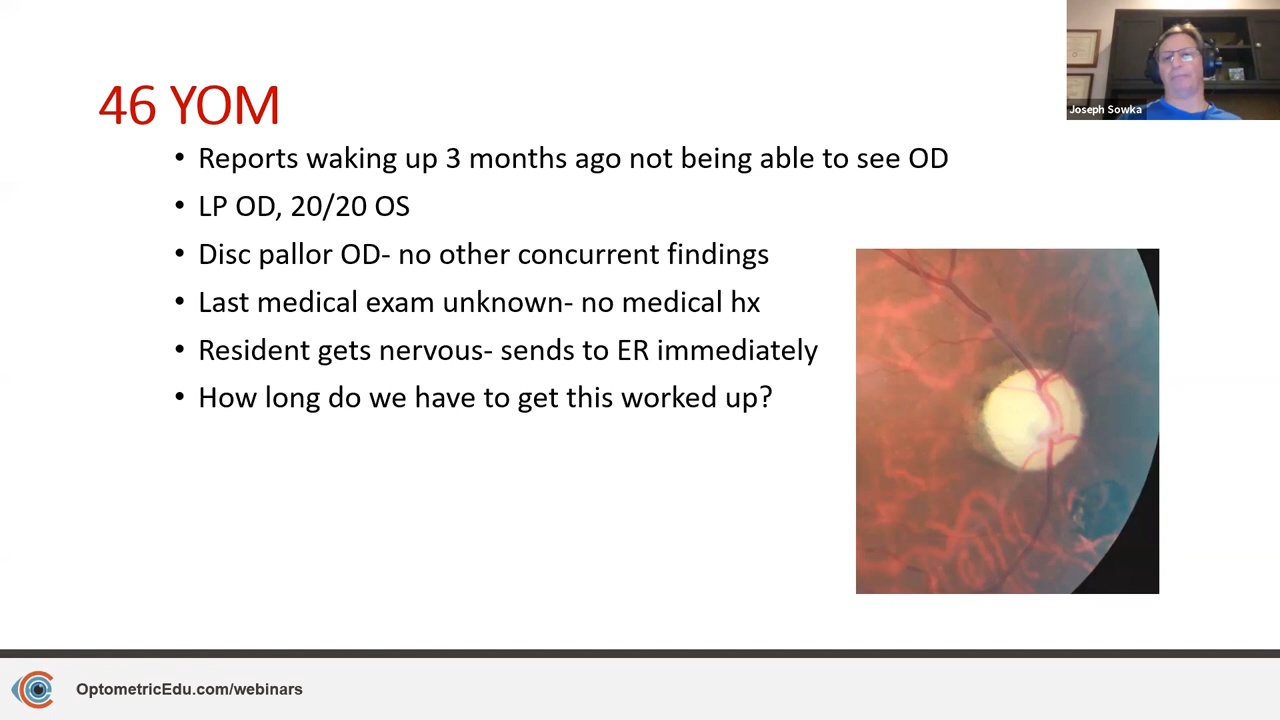 Joseph Sowka
46 YOM
• Reports waking up 3 months ago not being able to see OD
• LP OD, 20/20 OS
• Disc pallor OD- no other concurrent findings
• Last medical exam unknown- no medical hx
• Resident gets nervous- sends to ER immediately
• How long do we have to get this worked up?
OptometricEdu.com/webinars